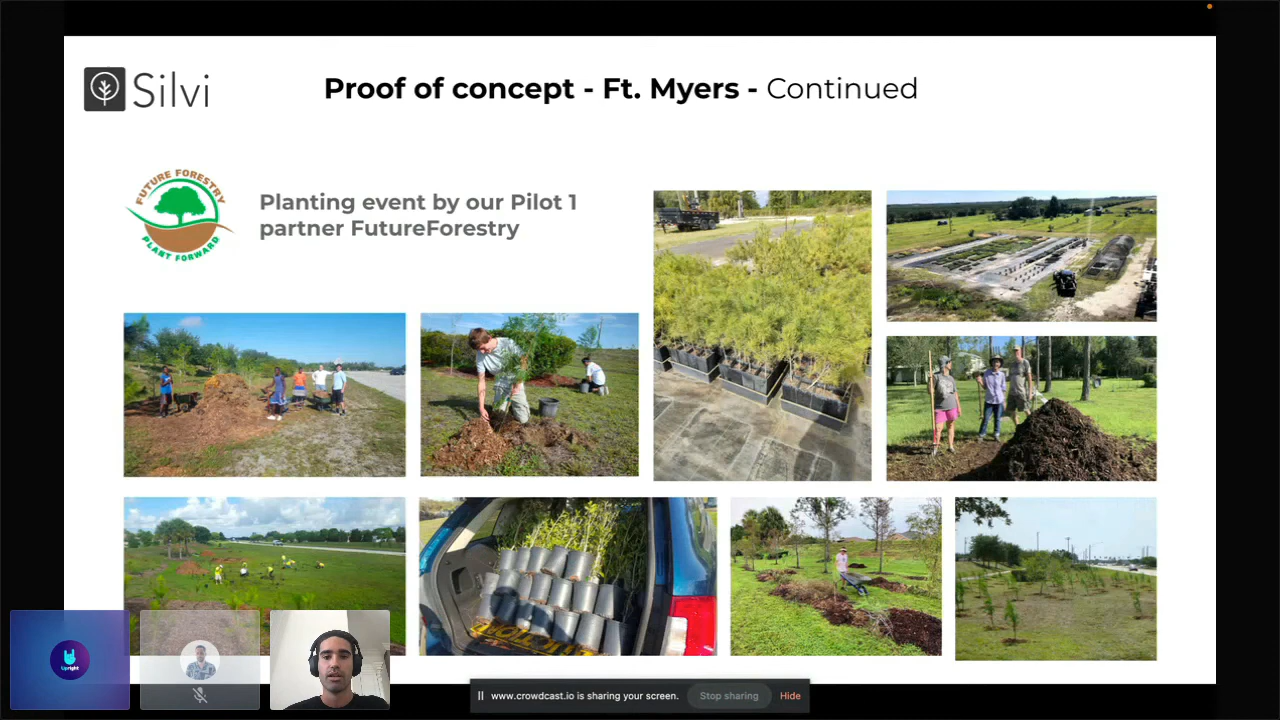 Silvi
Proof of concept - Ft. Myers - Continued
FUTURE FORESTRY
PLANT FORWARD
Planting event by our Pilot 1
partner FutureForestry
Upright
www.crowdcast.io is sharing your screen.
Stop sharing
Hide